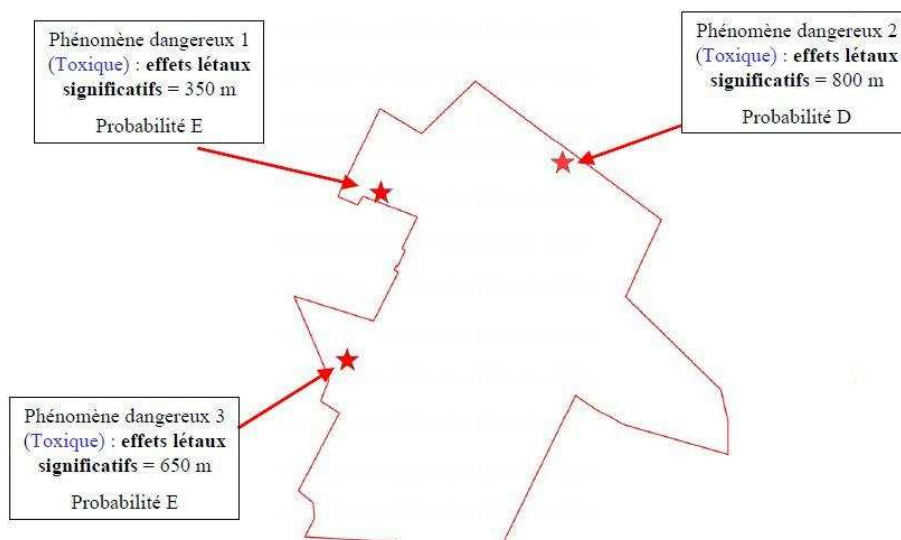 Phénomène dangereux 1
(Toxique) : effets létaux
significatifs = 350 m
Probabilité E
Phénomène dangereux 2
(Toxique) : effets létaux
significatifs = 800 m
Probabilité D
Phénomène dangereux 3
(Toxique) : effets létaux
significatifs = 650 m
Probabilité E